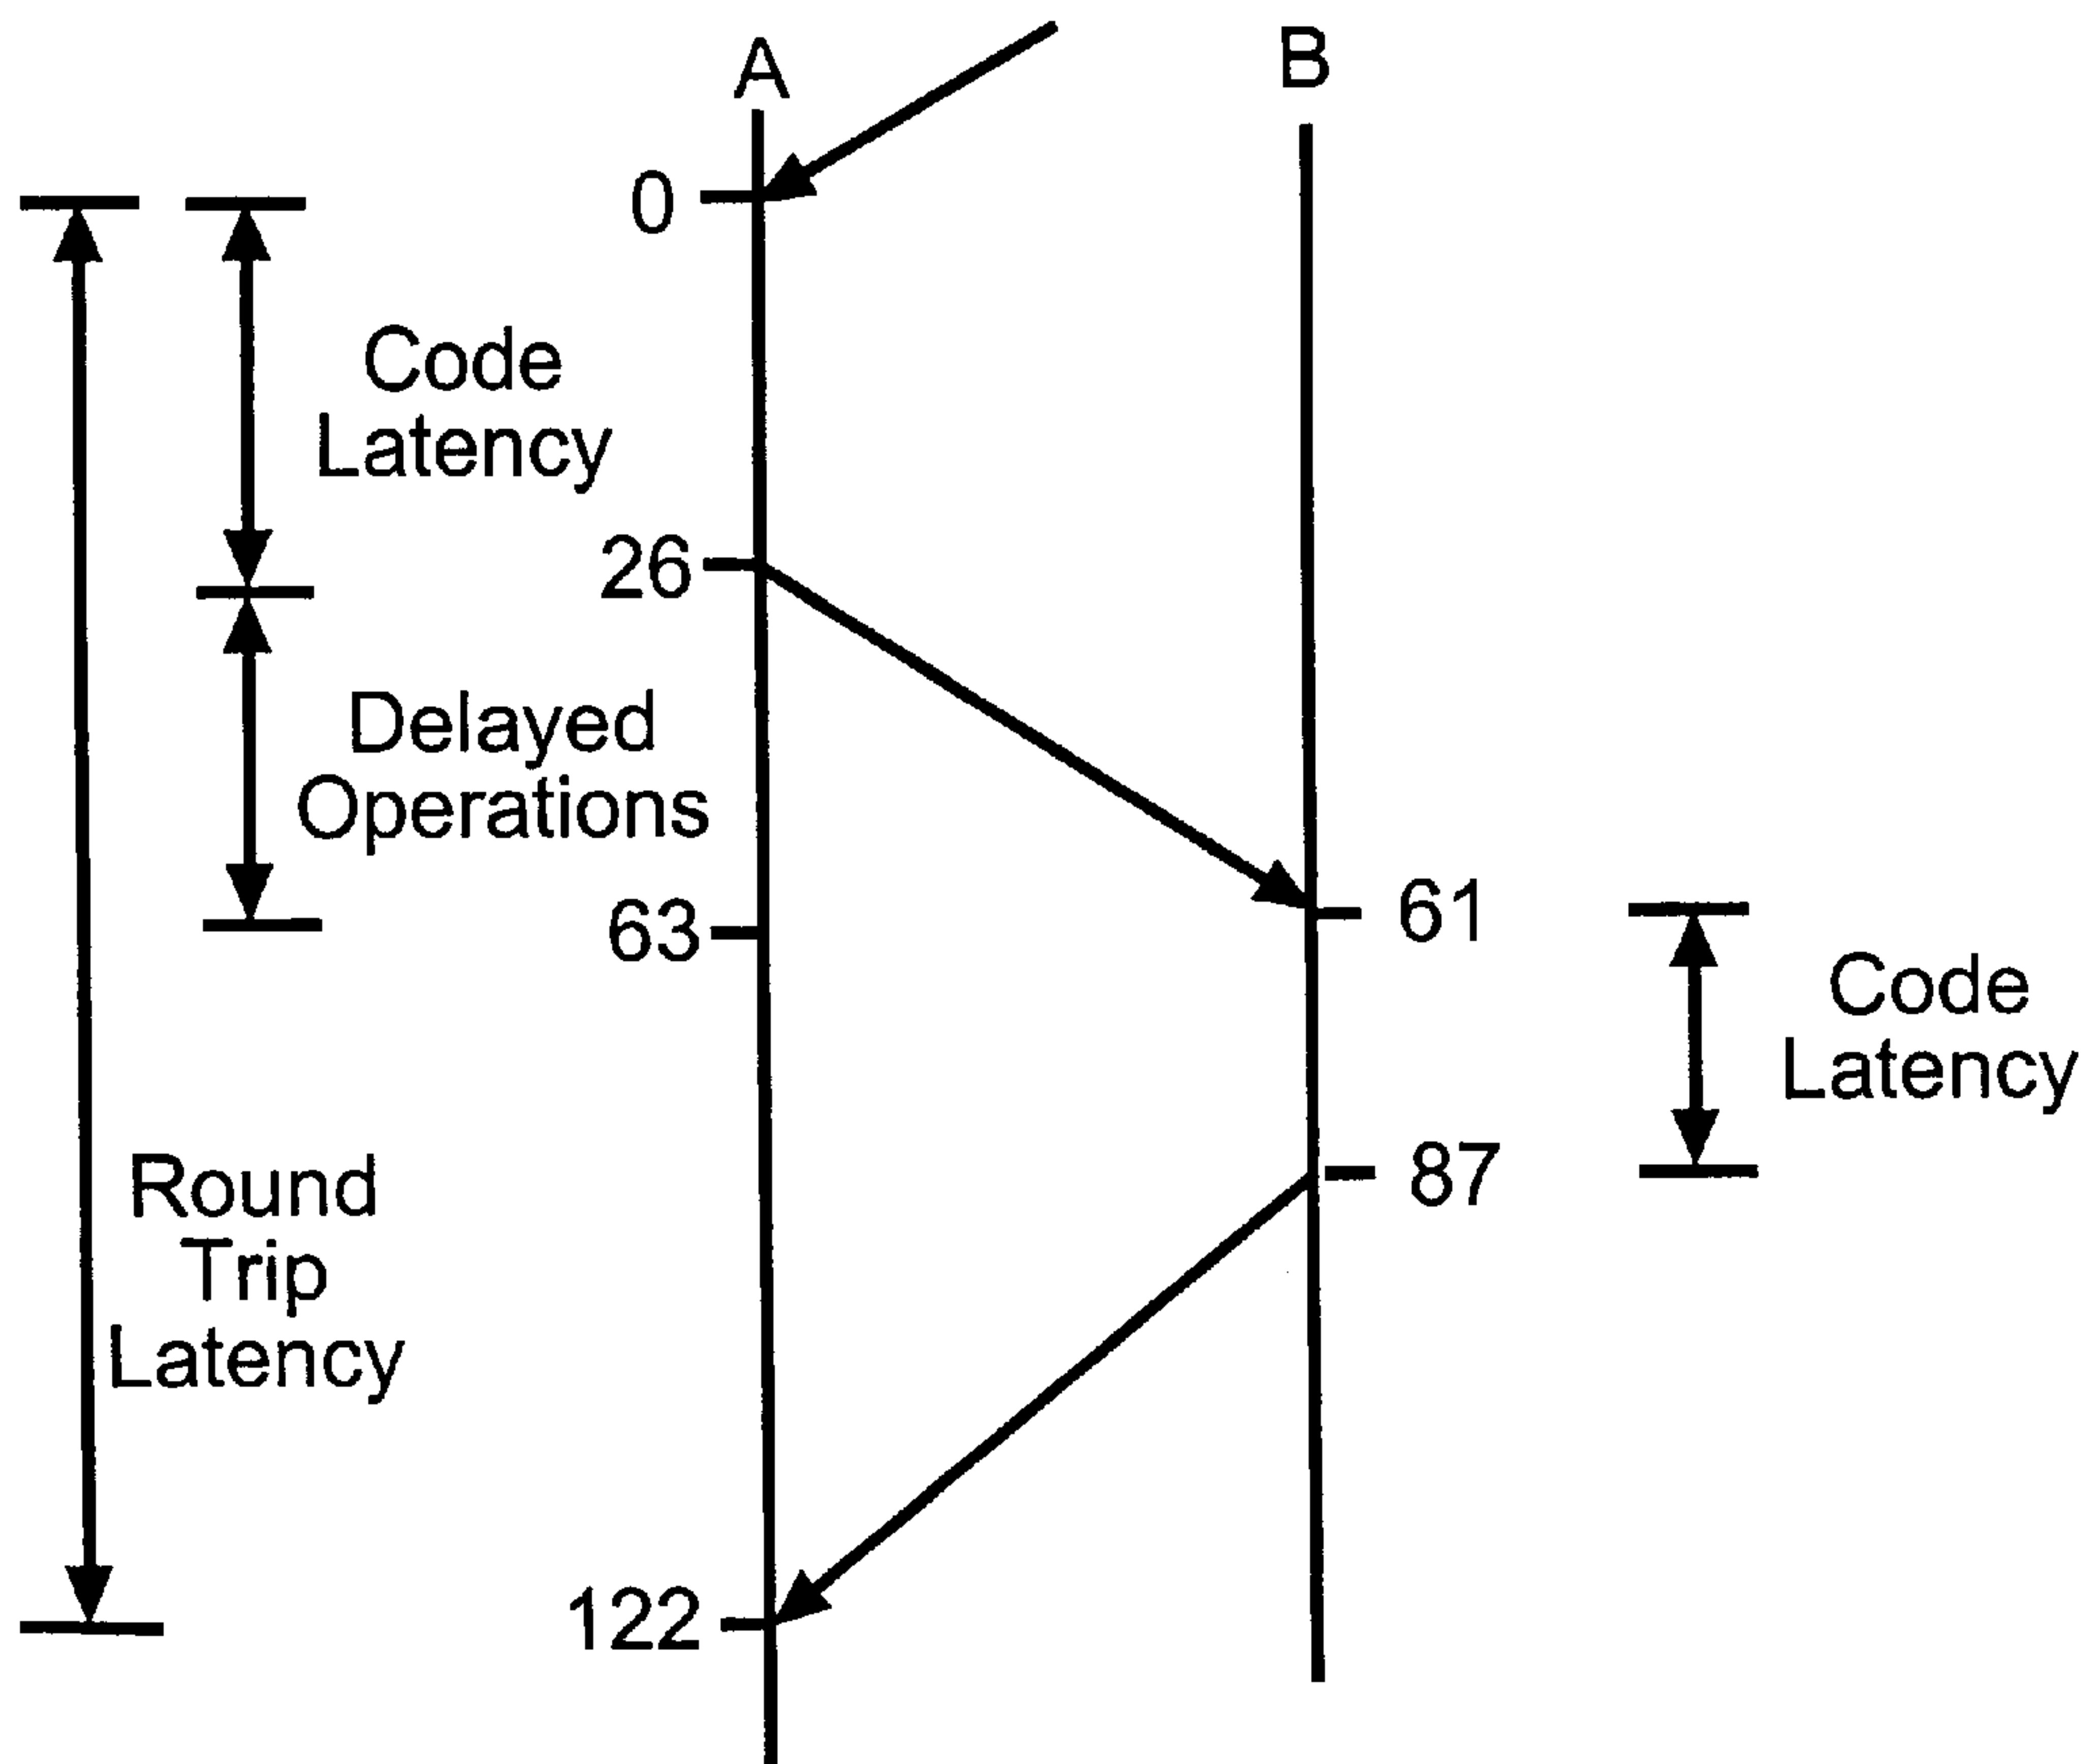 A
B
0
Code
Latency
26
Delayed
Operations
63
61
Code
Latency
87
Round
Trip
Latency
122